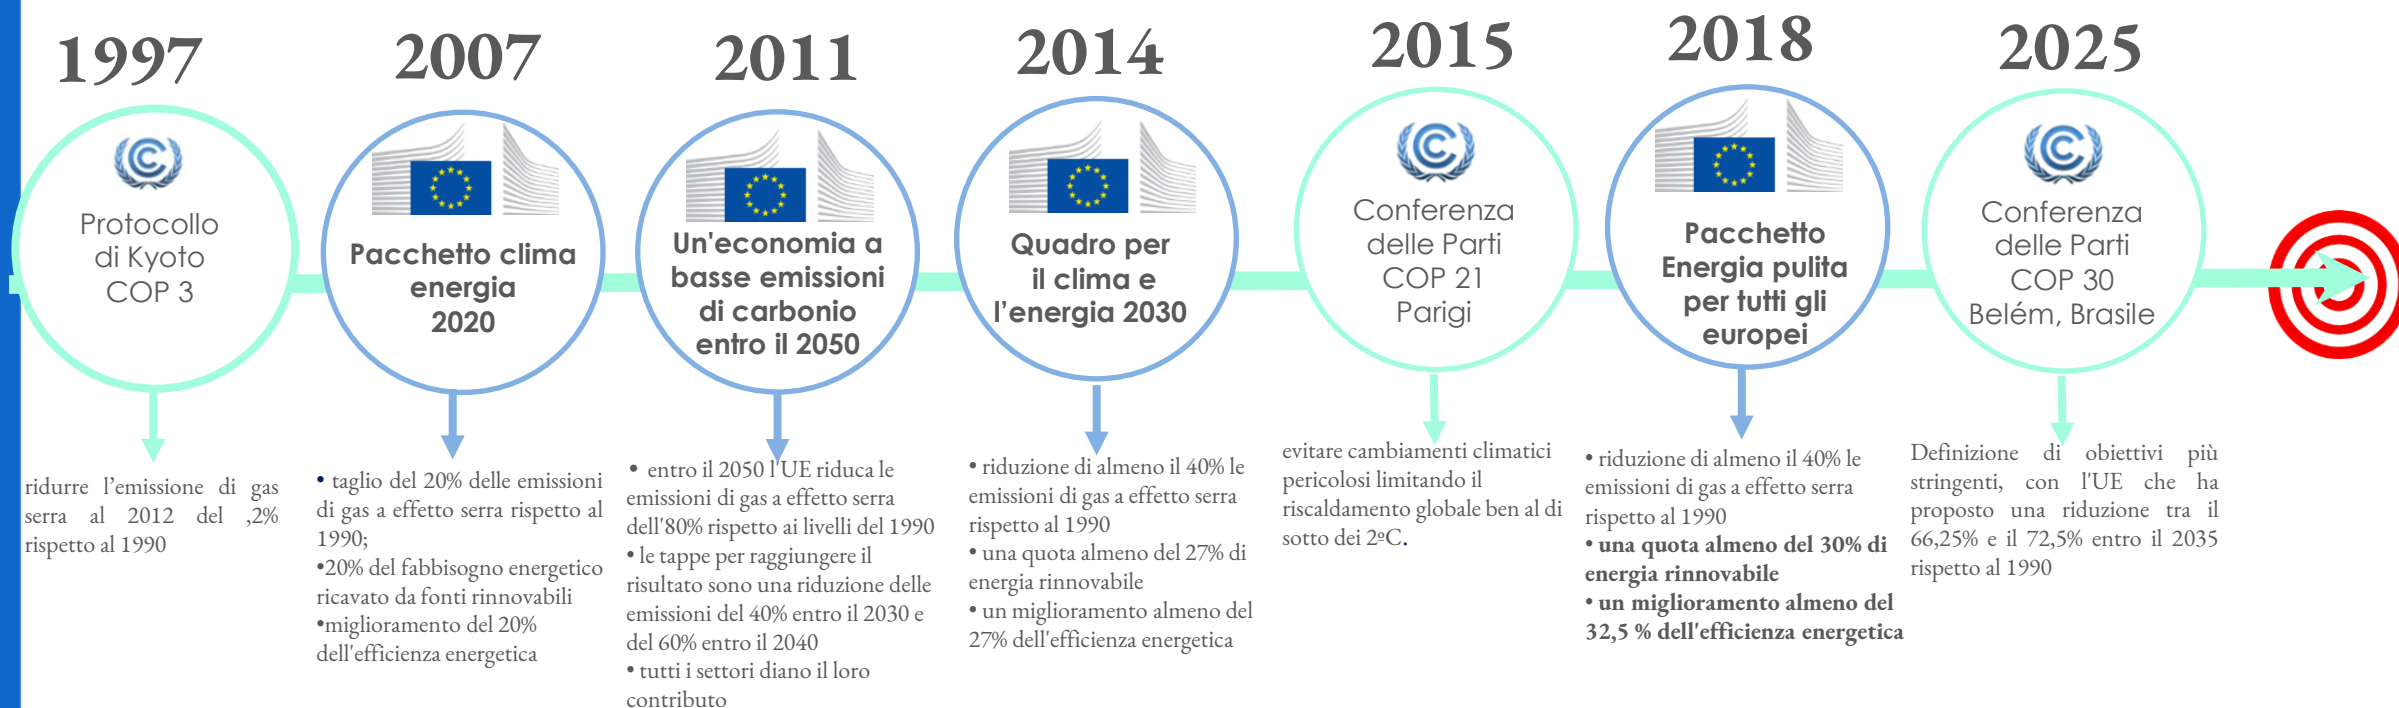 1997
Protocollo
di Kyoto
COP 3
ridurre l’emissione di gas
serra al 2012 del ,2%
rispetto al 1990
2007
Pacchetto clima
energia
2020
• taglio del 20% delle emissioni
di gas a effetto serra rispetto al
1990;
•20% del fabbisogno energetico
ricavato da fonti rinnovabili
•miglioramento del 20%
dell'efficienza energetica
2011
Un'economia a
basse emissioni
di carbonio
entro il 2050
• entro il 2050 l'UE riduca le
emissioni di gas a effetto serra
dell'80% rispetto ai livelli del 1990
• le tappe per raggiungere il
risultato sono una riduzione delle
emissioni del 40% entro il 2030 e
del 60% entro il 2040
• tutti i settori diano il loro
contributo
2014
Quadro per
il clima e
l’energia 2030
• riduzione di almeno il 40% le
emissioni di gas a effetto serra
rispetto al 1990
• una quota almeno del 27% di
energia rinnovabile
• un miglioramento almeno del
27% dell'efficienza energetica
2015
Conferenza
delle Parti
COP 21
Parigi
evitare cambiamenti climatici
pericolosi limitando il
riscaldamento globale ben al di
sotto dei 2ºC.
2018
Pacchetto
Energia pulita
per tutti gli
europei
• riduzione di almeno il 40% le
emissioni di gas a effetto serra
rispetto al 1990
• una quota almeno del 30% di
energia rinnovabile
• un miglioramento almeno del
32,5 % dell'efficienza energetica
2025
Conferenza
delle Parti
COP 30
Belém, Brasile
Definizione di obiettivi più
stringenti, con l'UE che ha
proposto una riduzione tra il
66,25% e il 72,5% entro il 2035
rispetto al 1990